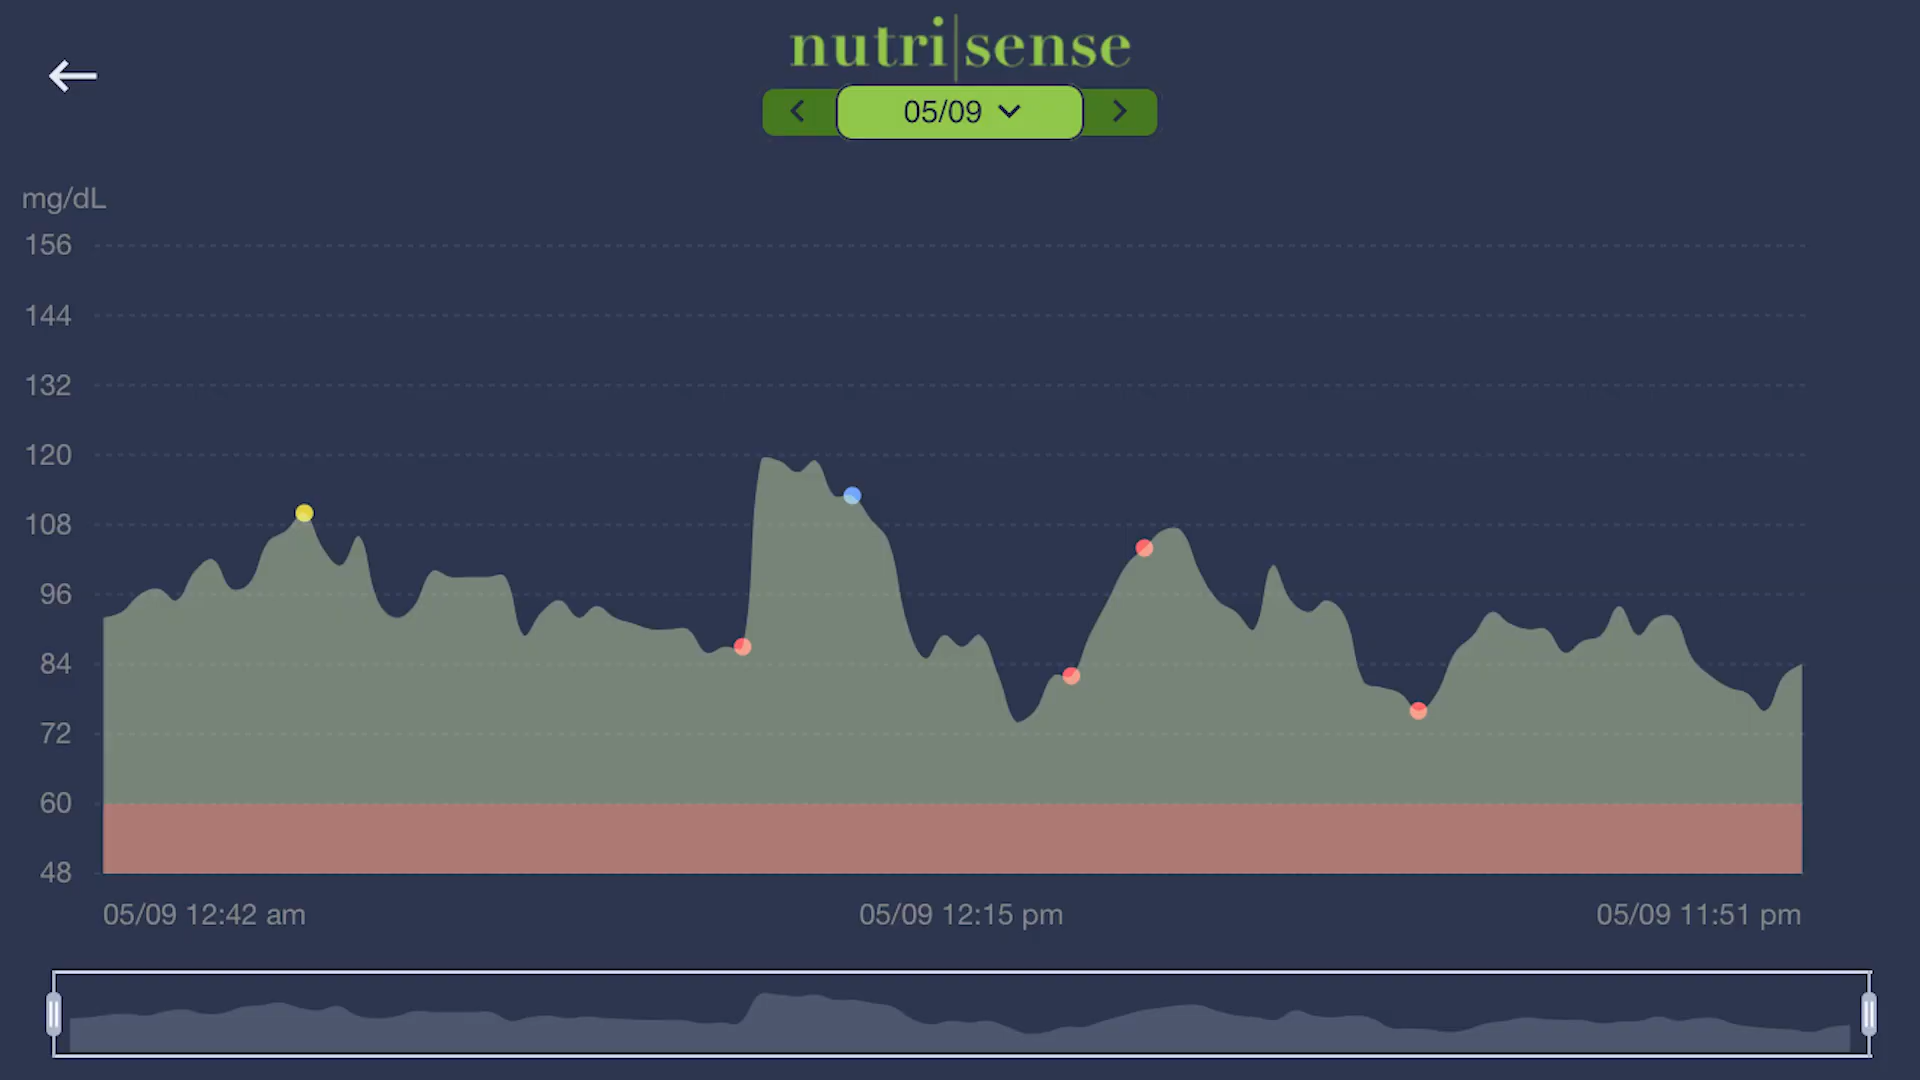 nutri|sense
05/09
mg/dL
156
144
132
120
108
96
84
72
60
48
05/09 12:42 am
05/09 12:15 pm
05/09 11:51 pm